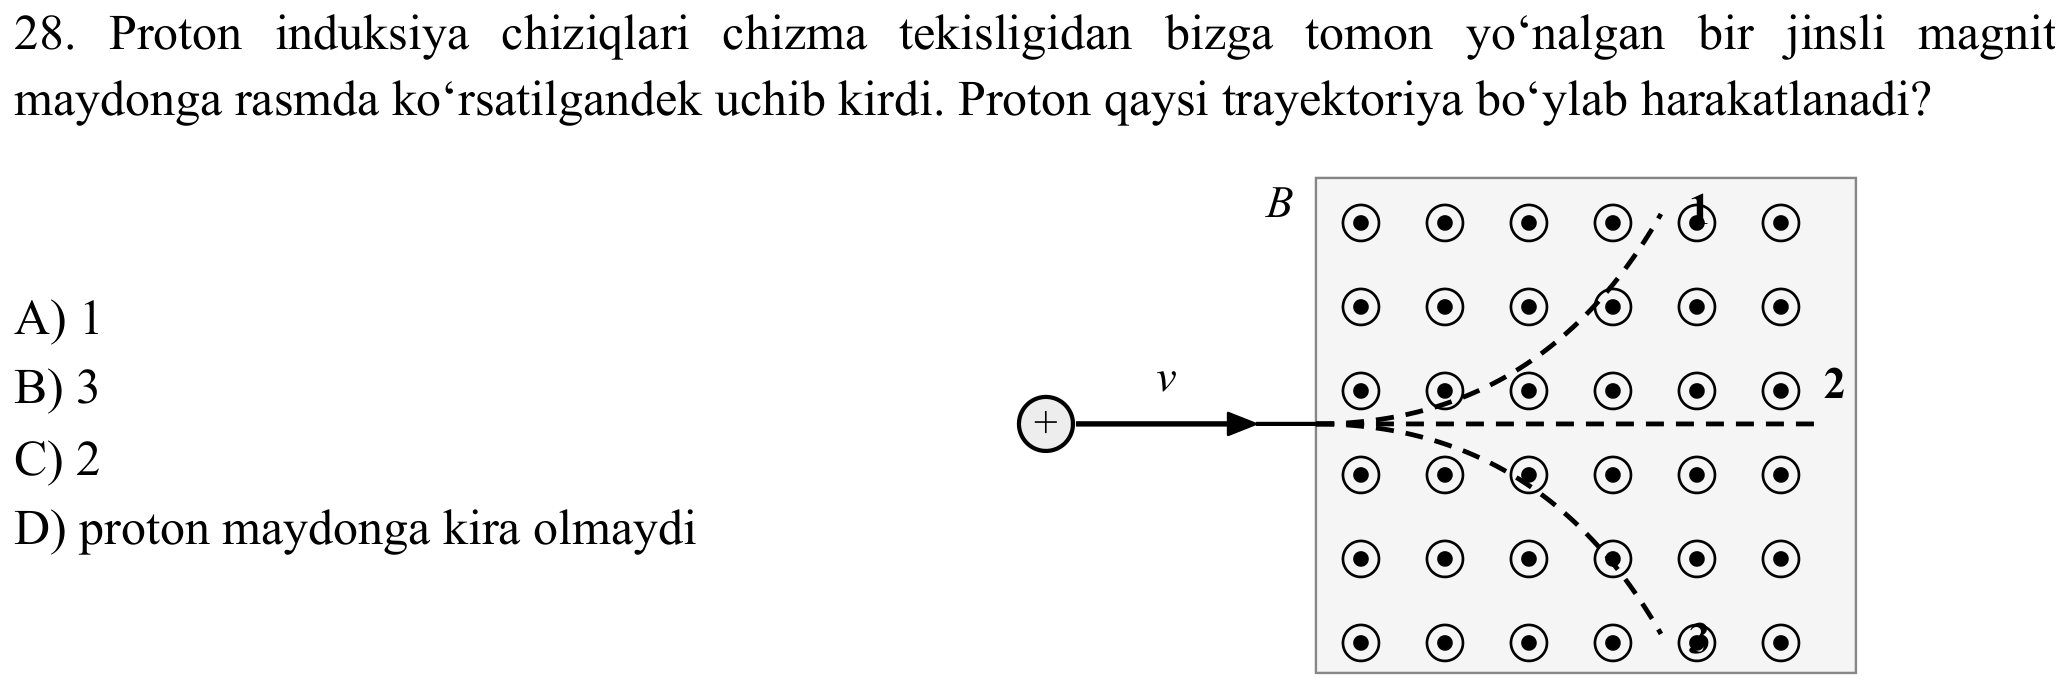 28. Proton induksiya chiziqlari chizma tekisligidan bizga tomon yo‘nalgan bir jinsli magnit
maydonga rasmda ko‘rsatilgandek uchib kirdi. Proton qaysi trayektoriya bo‘ylab harakatlanadi?
B
1
A) 1
v
2
B) 3
+
C) 2
D) proton maydonga kira olmaydi
3